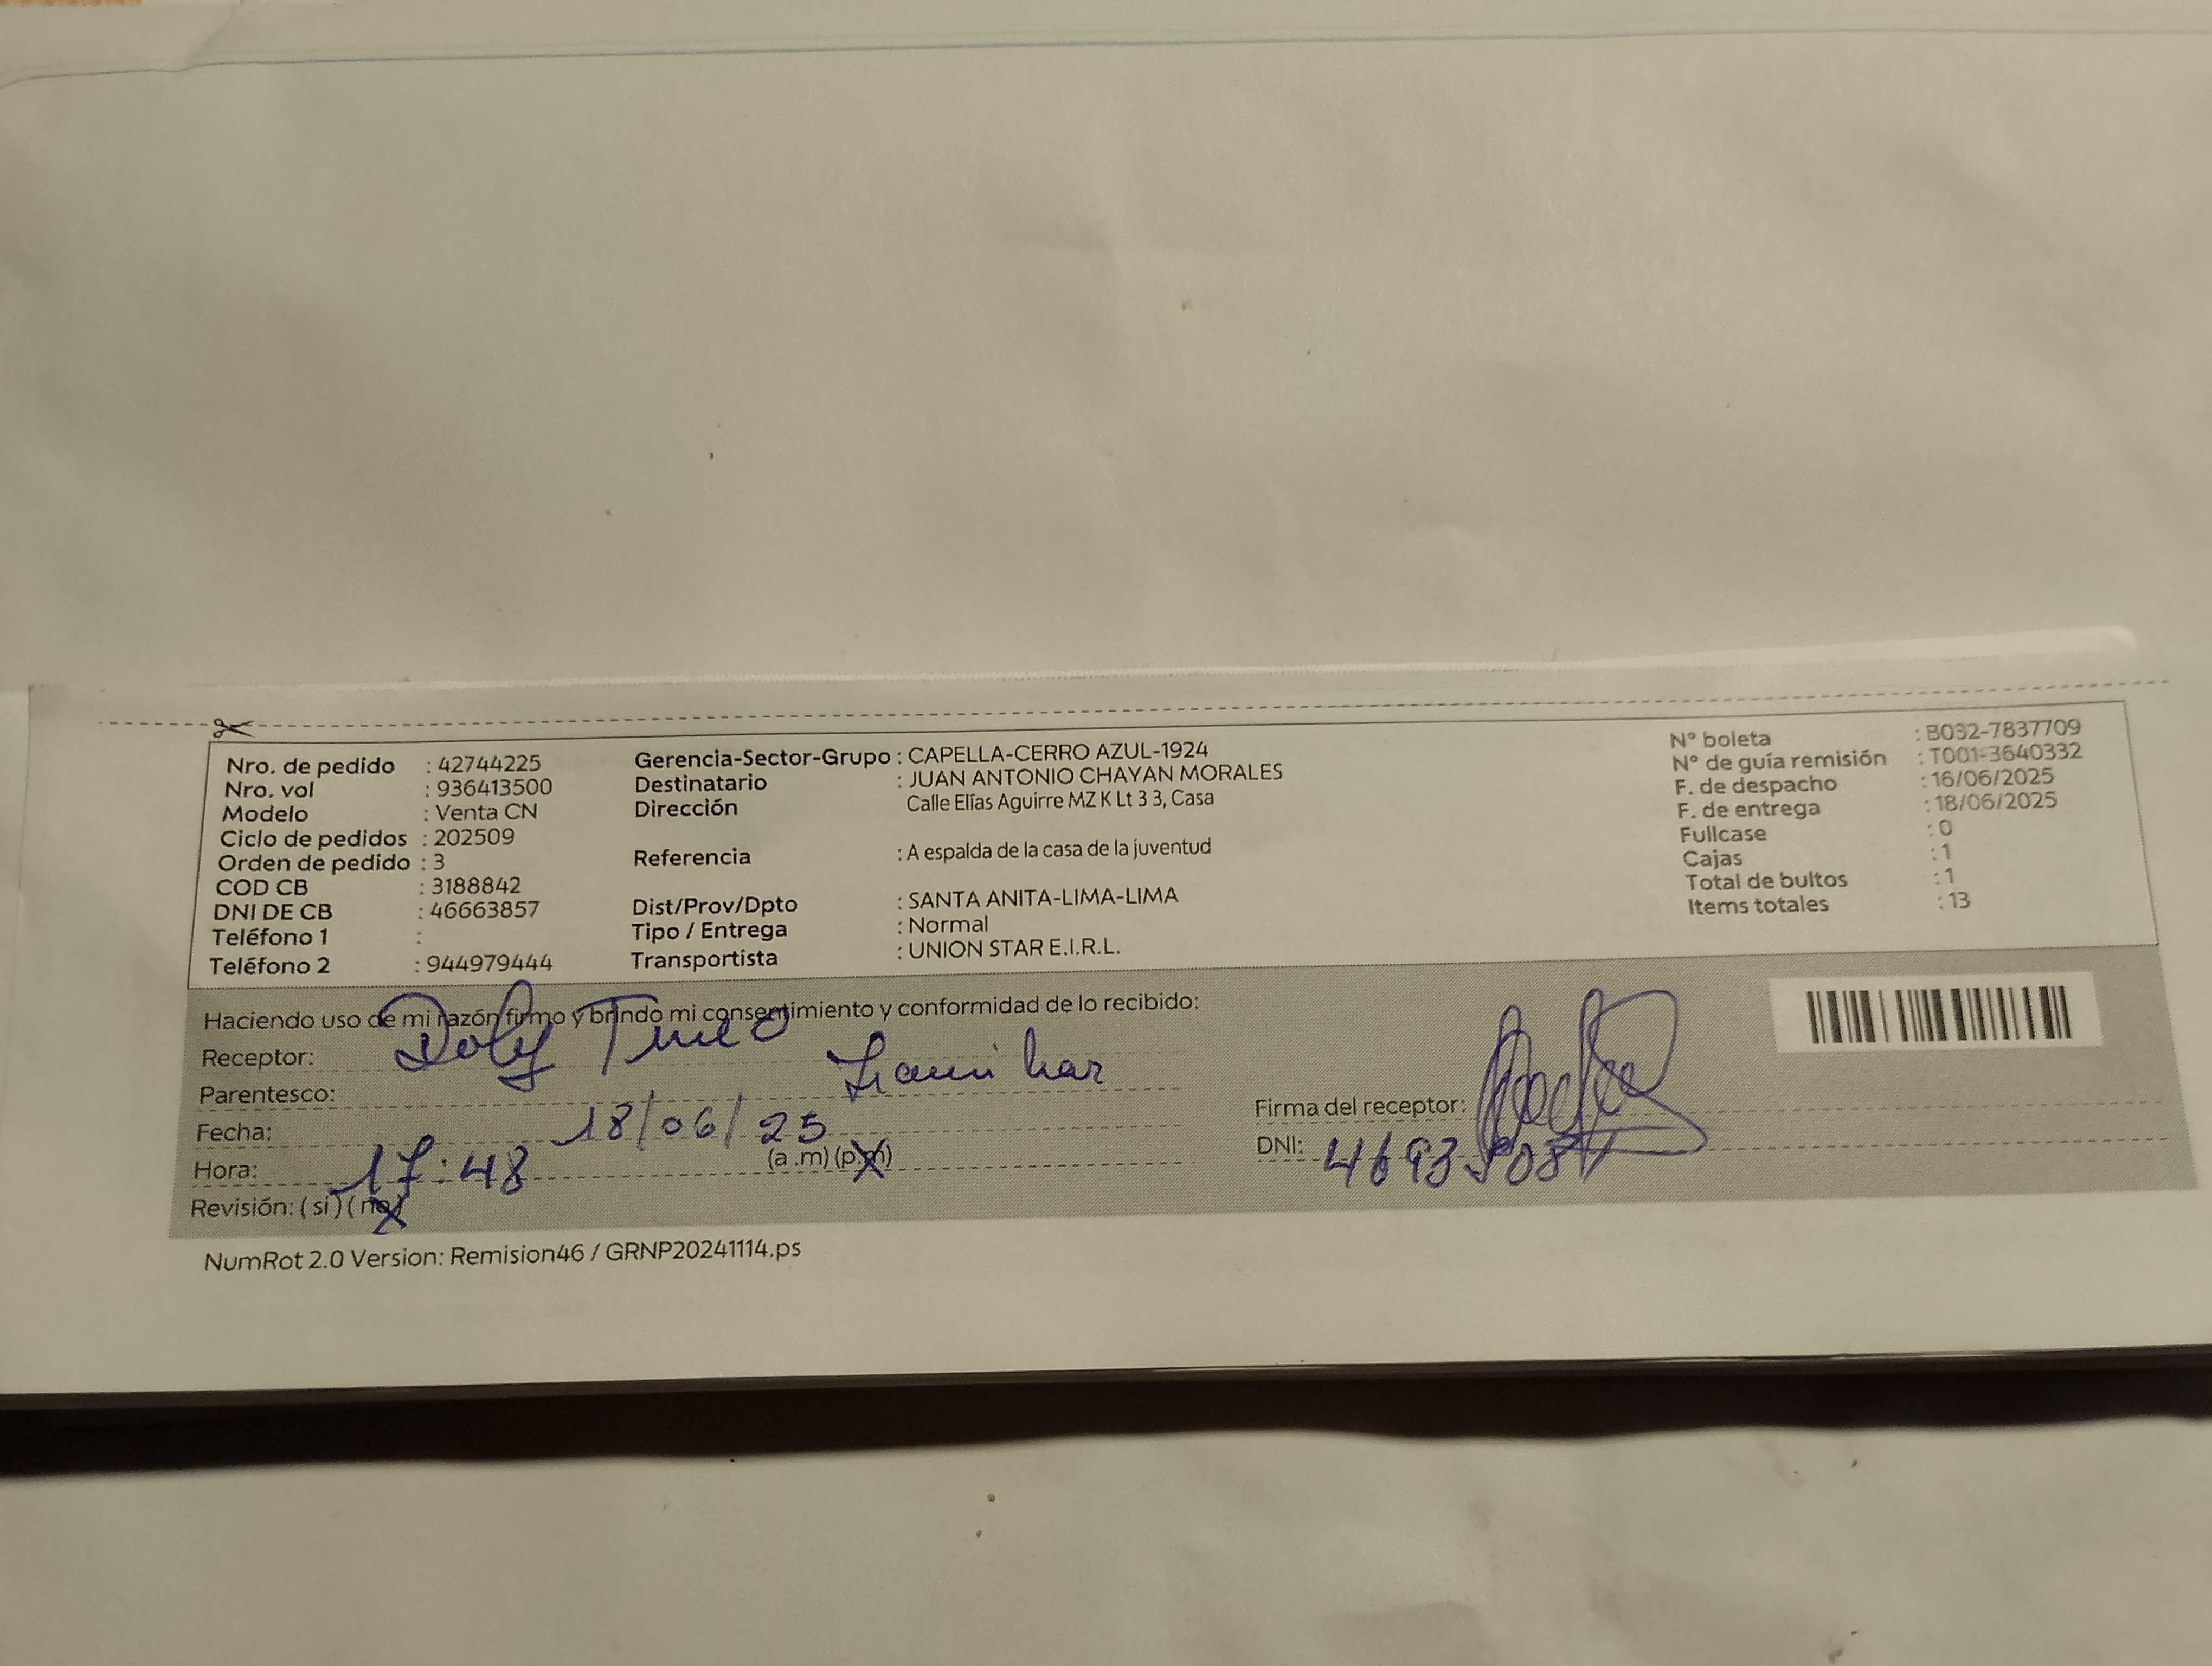 Nro. de pedido : 42744225
Nro. vol : 936413500
Modelo : Venta CN
Ciclo de pedidos : 202509
Orden de pedido : 3
COD CB : 3188842
DNI DE CB : 46663857
Teléfono 1 :
Teléfono 2 : 944979444
Gerencia-Sector-Grupo : CAPELLA-CERRO AZUL-1924
Destinatario : JUAN ANTONIO CHAYAN MORALES
Dirección Calle Elías Aguirre MZ K Lt 3 3, Casa
Referencia : A espalda de la casa de la juventud
Dist/Prov/Dpto : SANTA ANITA-LIMA-LIMA
Tipo / Entrega : Normal
Transportista : UNION STAR E.I.R.L.
N° boleta : B032-7837709
N° de guía remisión : T001-3640332
F. de despacho : 16/06/2025
F. de entrega : 18/06/2025
Fullcase : 0
Cajas : 1
Total de bultos : 1
Items totales : 13
Haciendo uso de mi razón firmo y brindo mi consentimiento y conformidad de lo recibido:
Receptor:
Parentesco:
Fecha: 18/06/25
Hora: 17:48 (a.m) (p.m)
Revisión: ( si ) ( no )
Firma del receptor:
DNI:
NumRot 2.0 Version: Remision46 / GRNP20241114.ps